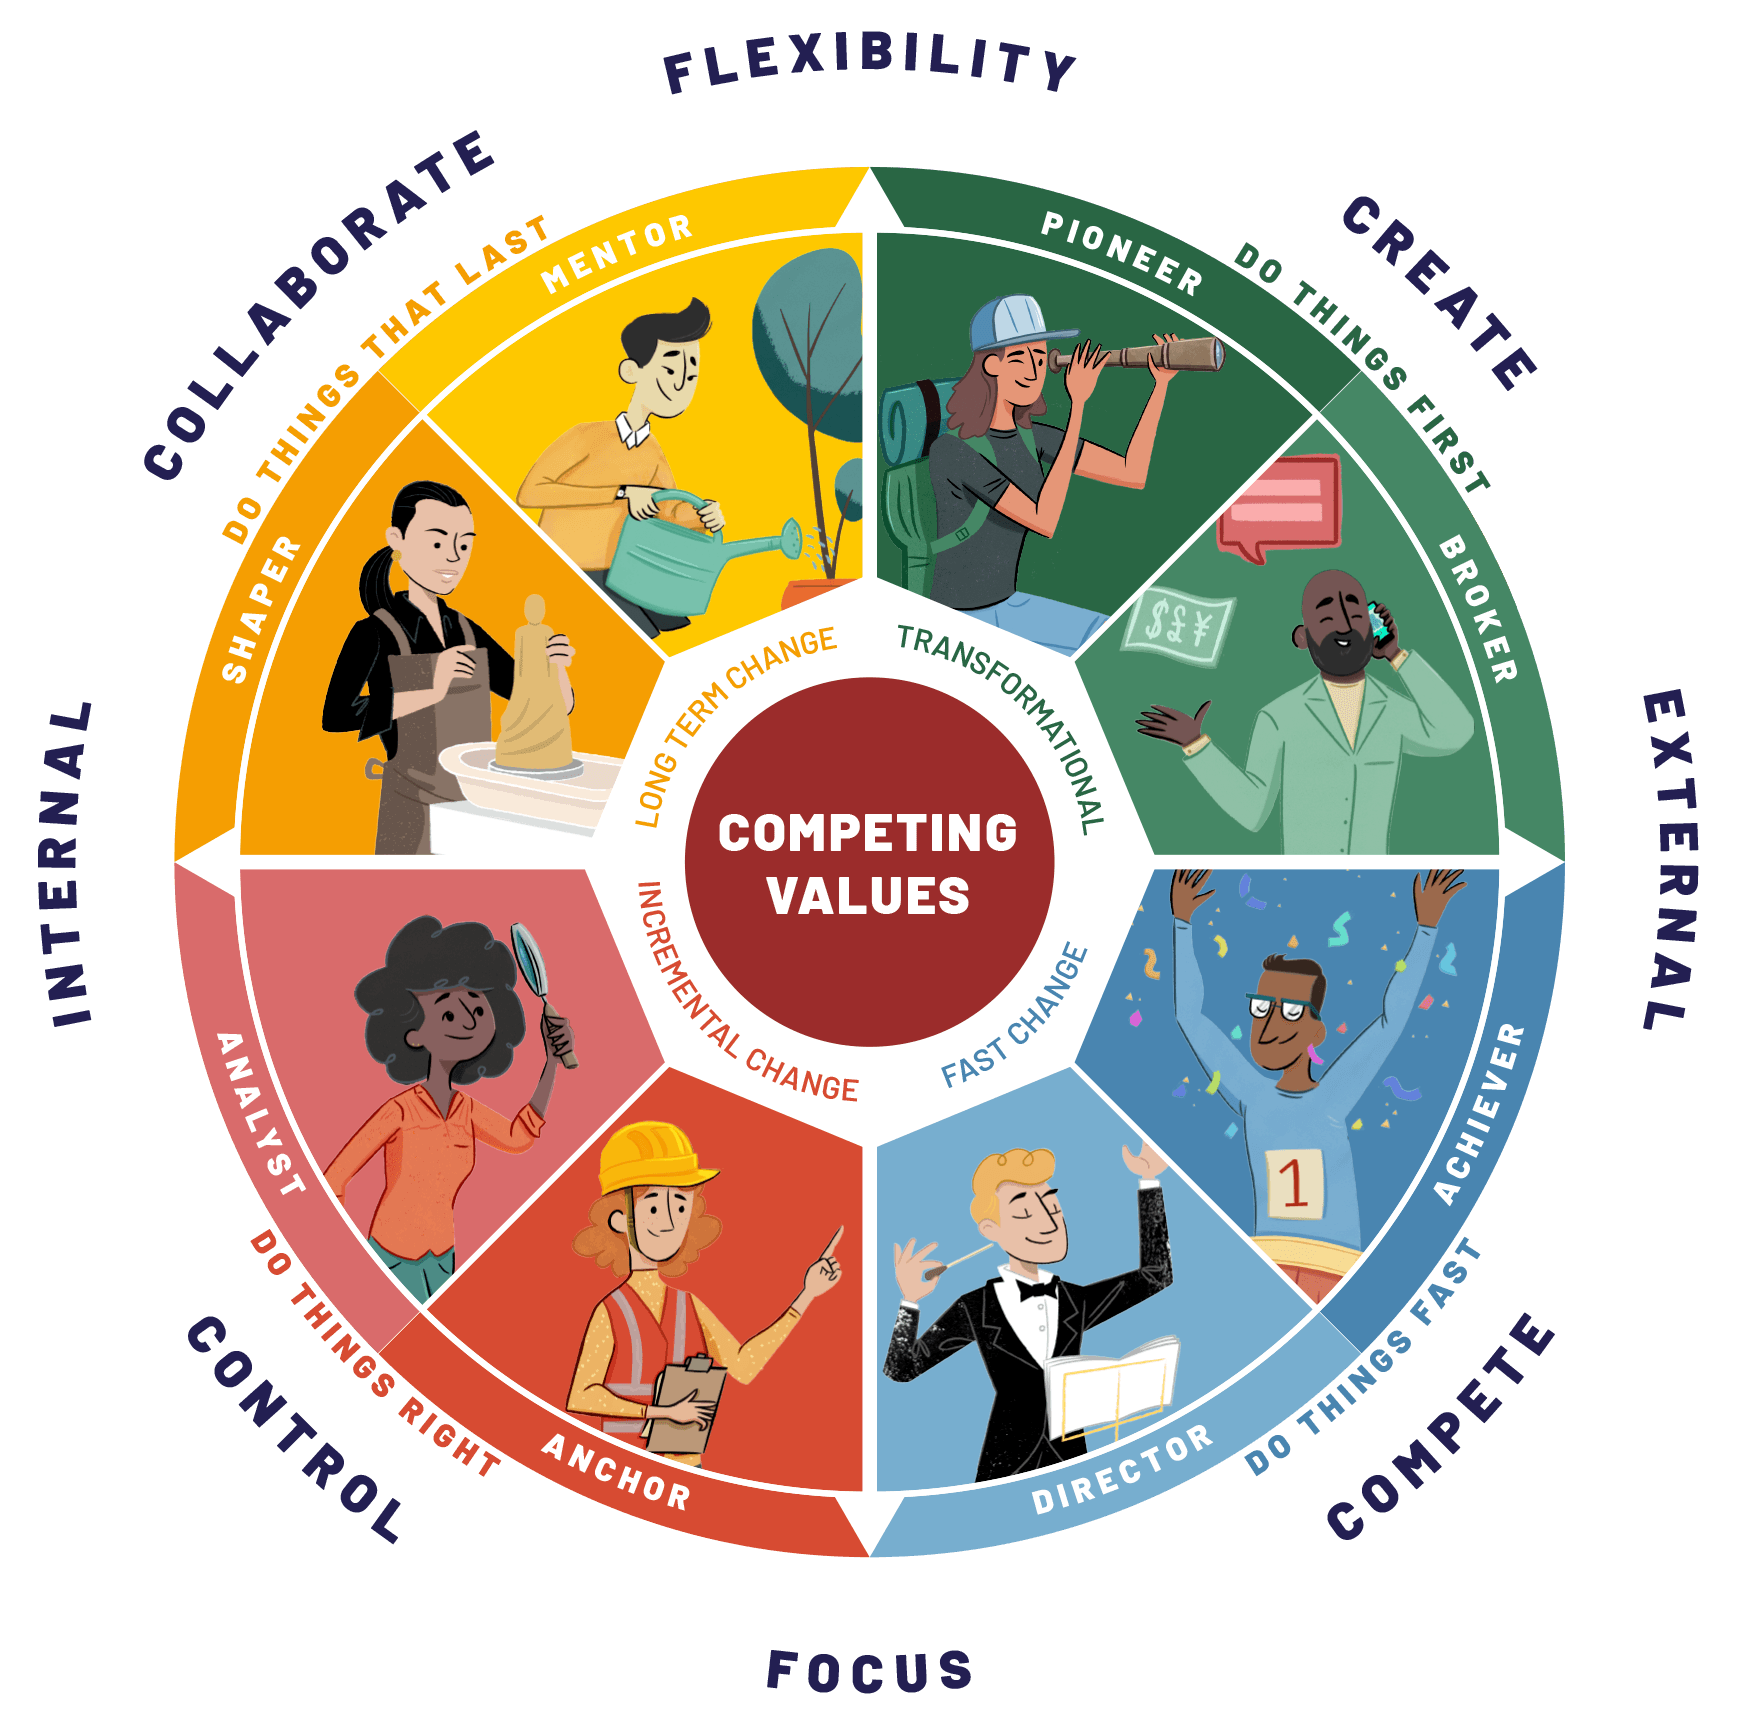 FLEXIBILITY
COLLABORATE
CREATE
DO THINGS THAT LAST
MENTOR
PIONEER
DO THINGS FIRST
SHAPER
BROKER
$£¥
INTERNAL
EXTERNAL
LONG TERM CHANGE
TRANSFORMATIONAL
COMPETING
VALUES
INCREMENTAL CHANGE
FAST CHANGE
ANALYST
ACHIEVER
1
DO THINGS RIGHT
DO THINGS FAST
ANCHOR
DIRECTOR
CONTROL
COMPETE
FOCUS